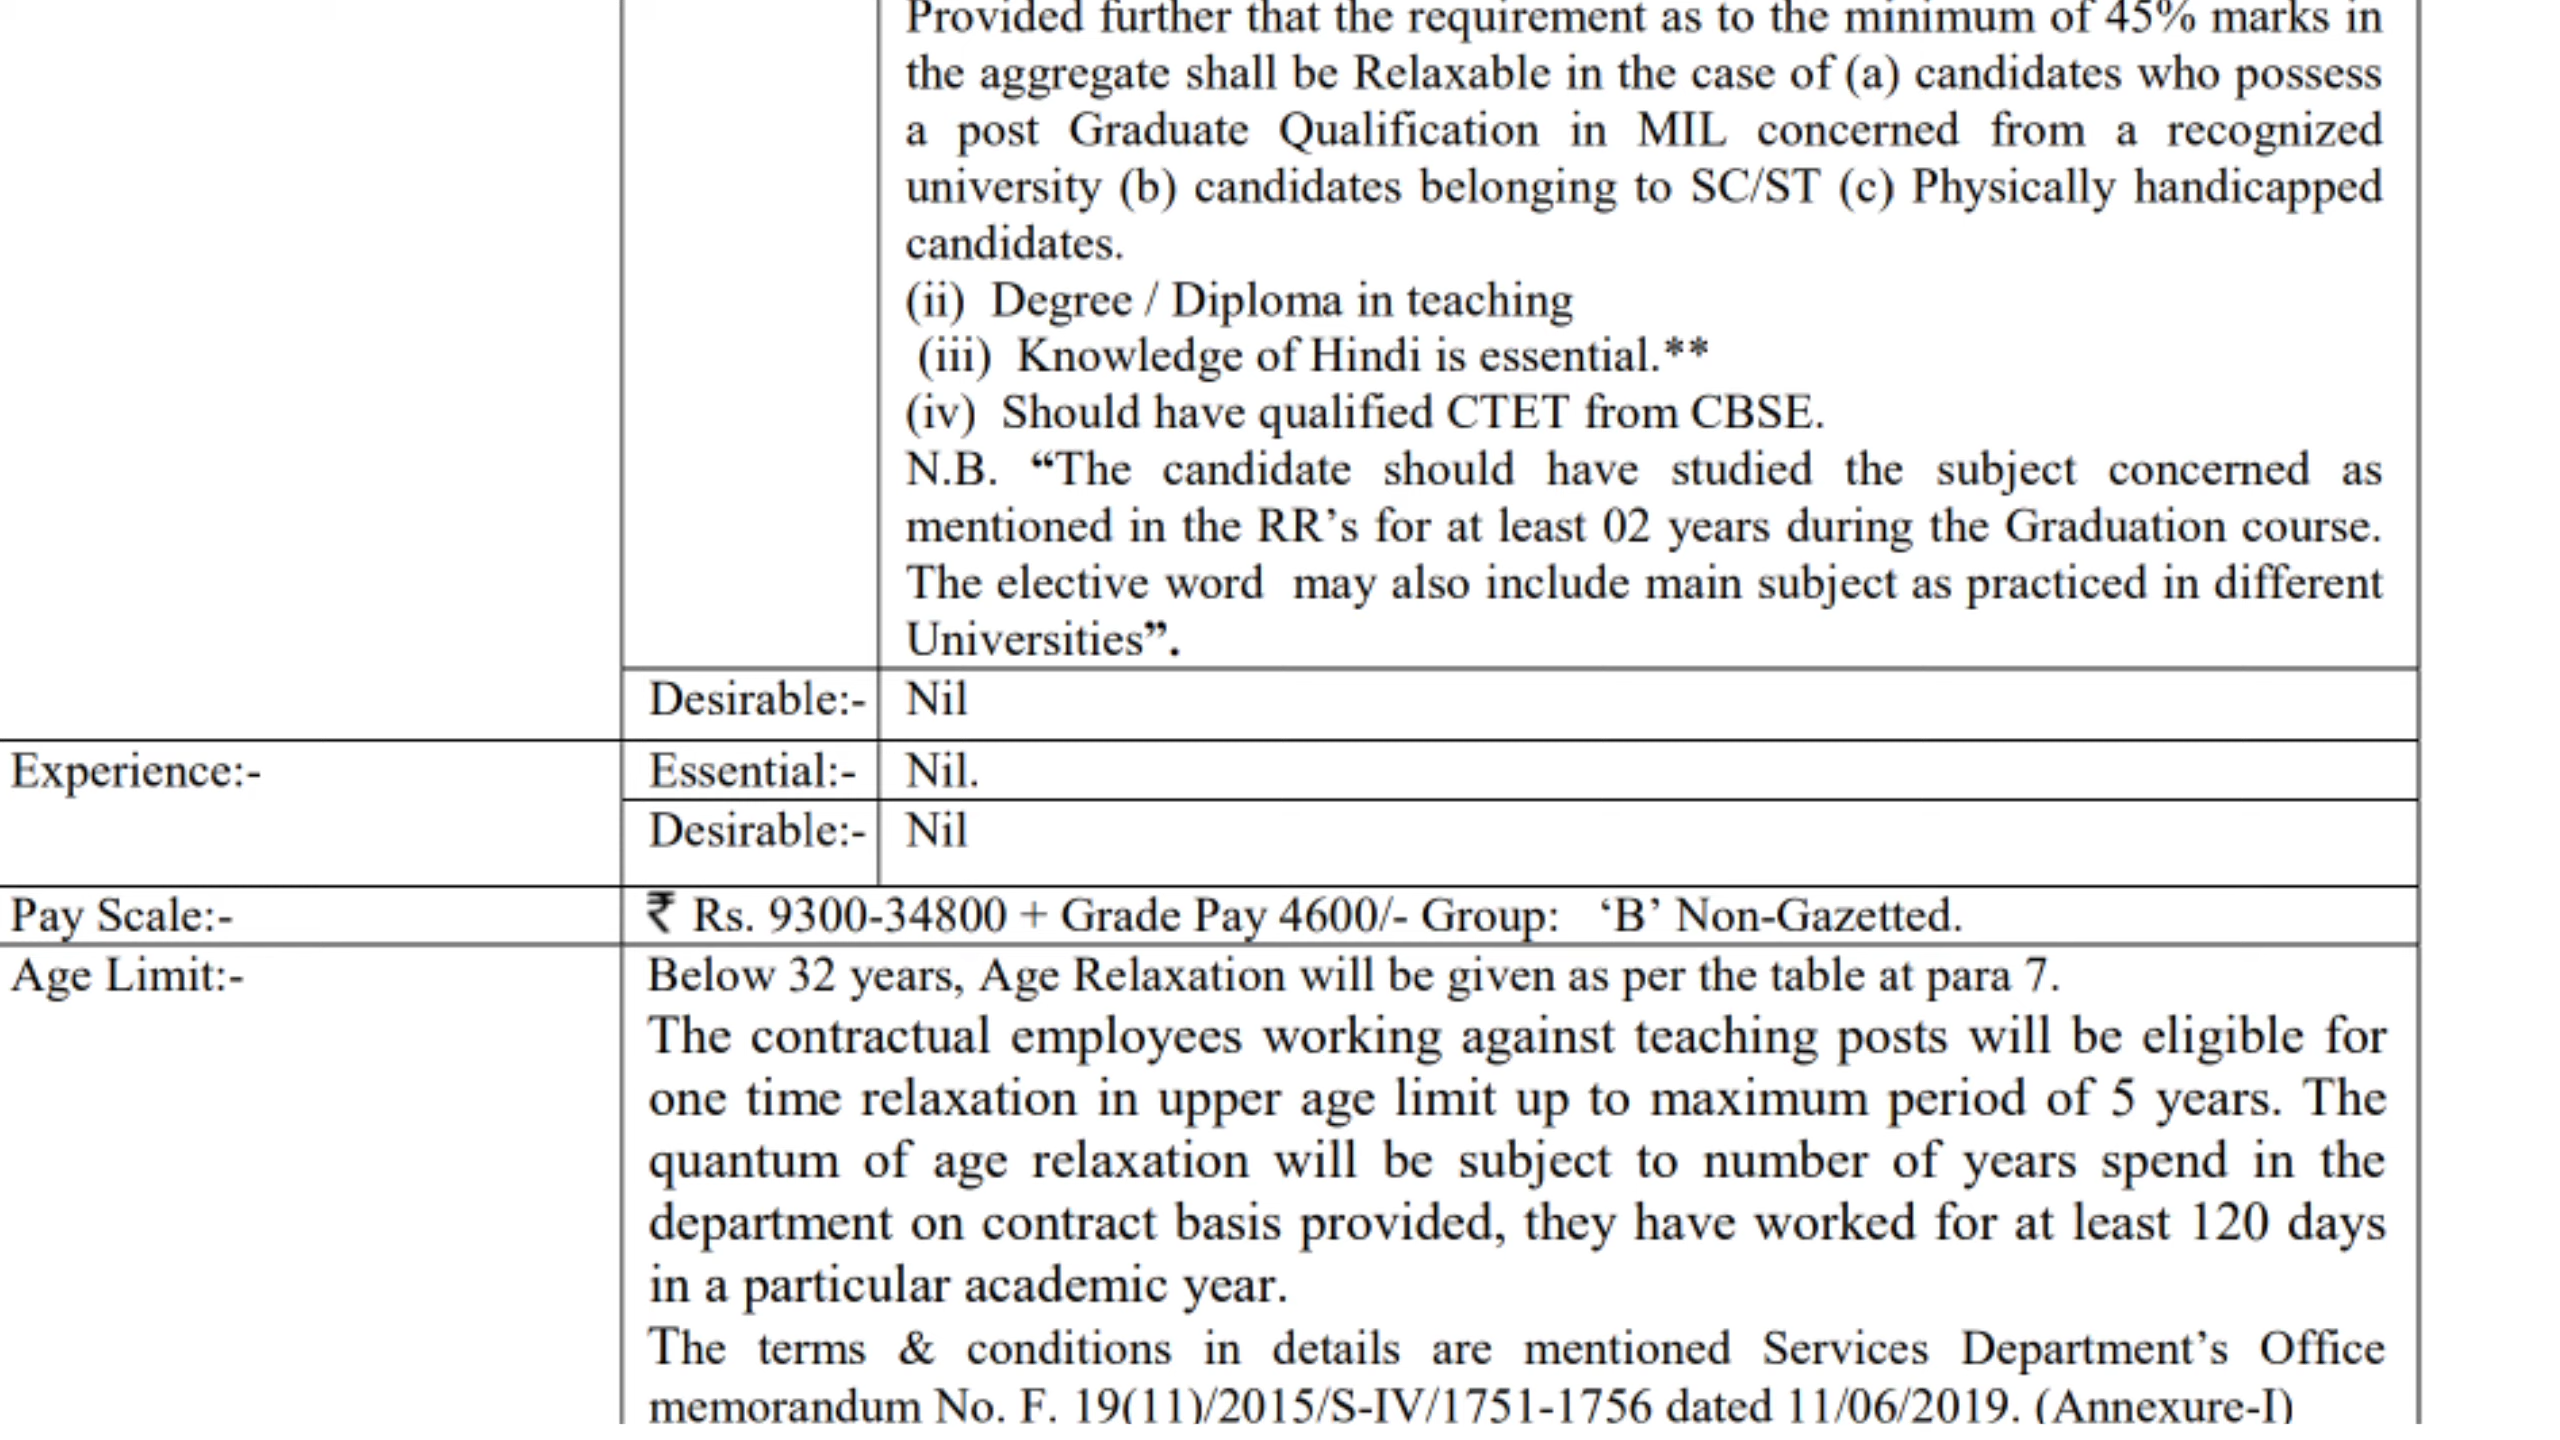 Provided further that the requirement as to the minimum of 45% marks in
the aggregate shall be Relaxable in the case of (a) candidates who possess
a post Graduate Qualification in MIL concerned from a recognized
university (b) candidates belonging to SC/ST (c) Physically handicapped
candidates.
(ii) Degree / Diploma in teaching
(iii) Knowledge of Hindi is essential.**
(iv) Should have qualified CTET from CBSE.
N.B. “The candidate should have studied the subject concerned as
mentioned in the RR’s for at least 02 years during the Graduation course.
The elective word may also include main subject as practiced in different
Universities”.
Desirable:- Nil
Experience:- Essential:- Nil.
Desirable:- Nil
Pay Scale:- ₹ Rs. 9300-34800 + Grade Pay 4600/- Group: ‘B’ Non-Gazetted.
Age Limit:- Below 32 years, Age Relaxation will be given as per the table at para 7.
The contractual employees working against teaching posts will be eligible for
one time relaxation in upper age limit up to maximum period of 5 years. The
quantum of age relaxation will be subject to number of years spend in the
department on contract basis provided, they have worked for at least 120 days
in a particular academic year.
The terms & conditions in details are mentioned Services Department’s Office
memorandum No. F. 19(11)/2015/S-IV/1751-1756 dated 11/06/2019. (Annexure-I)